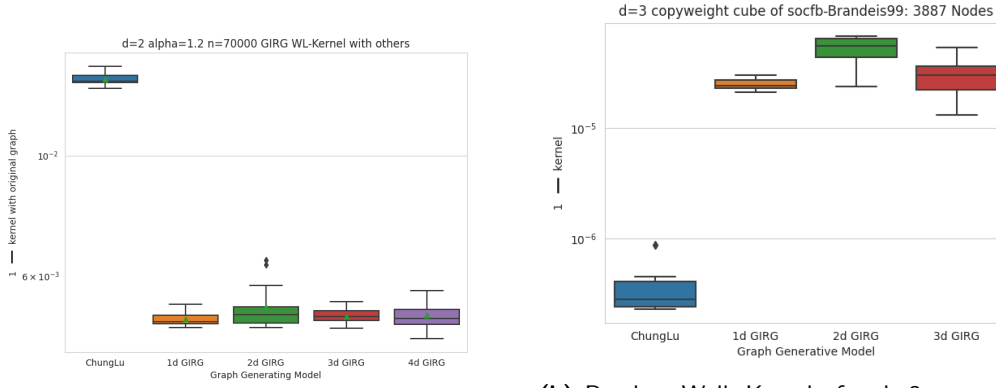 d=2 alpha=1.2 n=70000 GIRG WL-Kernel with others
1 — kernel with original graph
10⁻²
6 × 10⁻³
ChungLu 1d GIRG 2d GIRG 3d GIRG 4d GIRG
Graph Generating Model
d=3 copyweight cube of socfb-Brandeis99: 3887 Nodes
1 — kernel
10⁻⁵
10⁻⁶
ChungLu 1d GIRG 2d GIRG 3d GIRG
Graph Generative Model